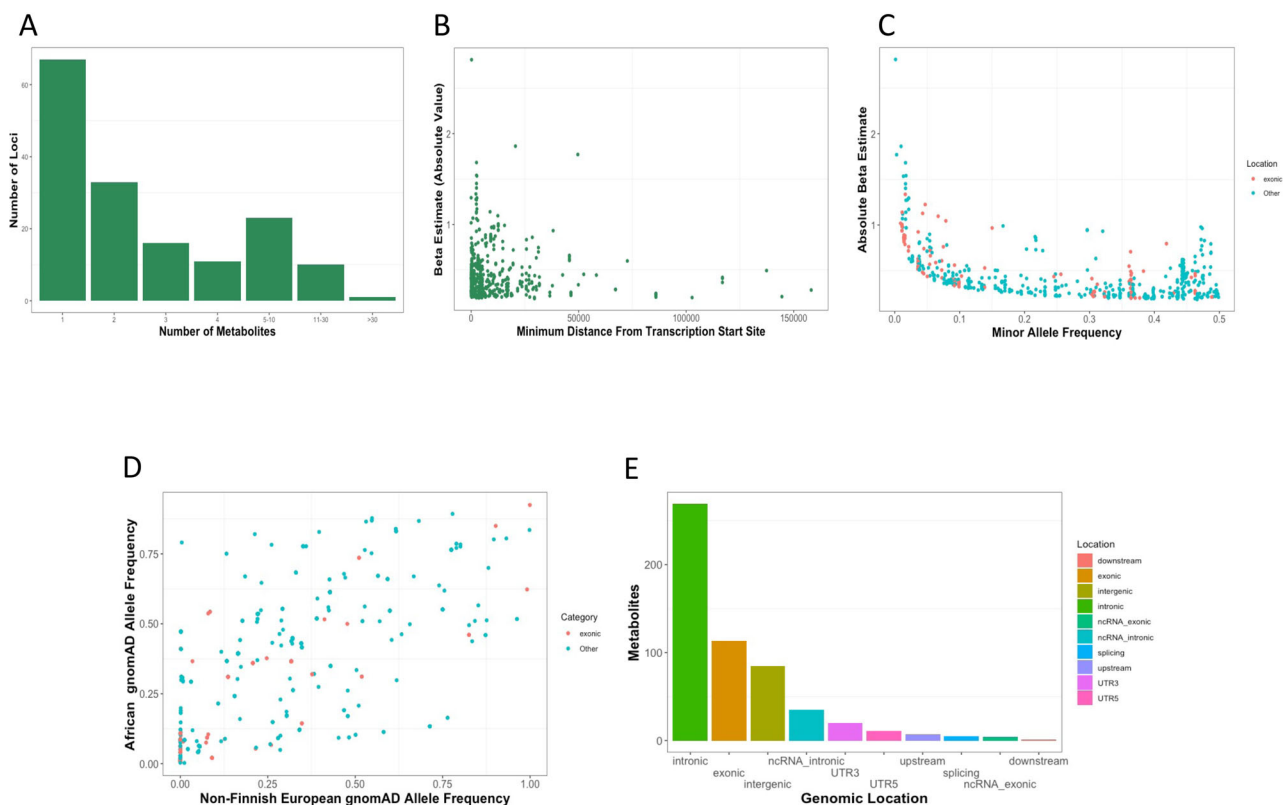 A
60
40
20
0
Number of Loci
1 2 3 4 5-10 11-30 >30
Number of Metabolites
B
2
1
Beta Estimate (Absolute Value)
0 50000 100000 150000
Minimum Distance From Transcription Start Site
C
2
1
Absolute Beta Estimate
0.0 0.1 0.2 0.3 0.4 0.5
Minor Allele Frequency
Location
exonic
Other
D
0.75
0.50
0.25
0.00
African gnomAD Allele Frequency
0.00 0.25 0.50 0.75 1.00
Non-Finnish European gnomAD Allele Frequency
Category
exonic
Other
E
200
100
0
Metabolites
intronic ncRNA_intronic upstream downstream
exonic UTR3 splicing
intergenic UTR5 ncRNA_exonic
Genomic Location
Location
downstream
exonic
intergenic
intronic
ncRNA_exonic
ncRNA_intronic
splicing
upstream
UTR3
UTR5